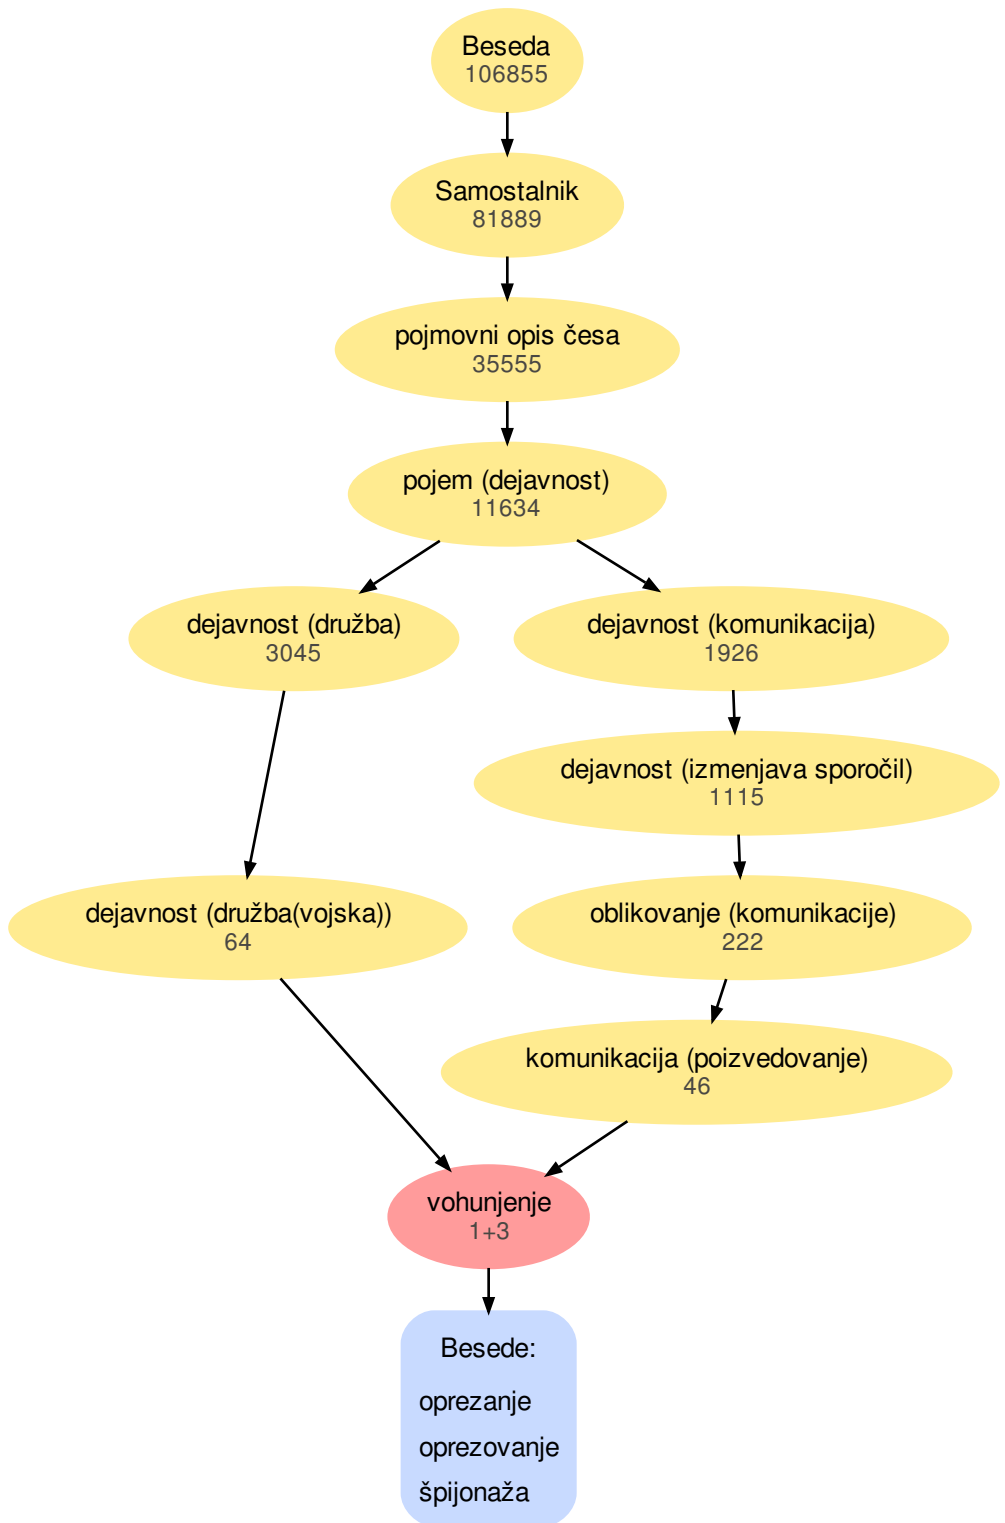 Beseda
106855
Samostalnik
81889
pojmovni opis česa
35555
pojem (dejavnost)
11634
dejavnost (družba)
3045
dejavnost (komunikacija)
1926
dejavnost (izmenjava sporočil)
1115
dejavnost (družba(vojska))
64
oblikovanje (komunikacije)
222
komunikacija (poizvedovanje)
46
vohunjenje
1+3
Besede:
oprezanje
oprezovanje
špijonaža